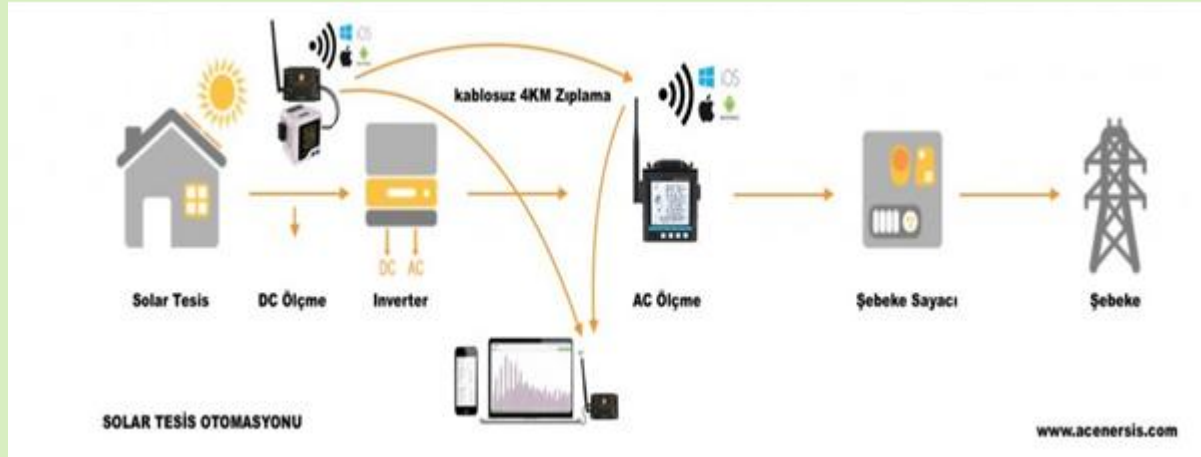 iOS
iOS
kablosuz 4KM Zıplama
DC AC
Solar Tesis
DC Ölçme
Inverter
AC Ölçme
Şebeke Sayacı
Şebeke
SOLAR TESİS OTOMASYONU
www.acenersis.com